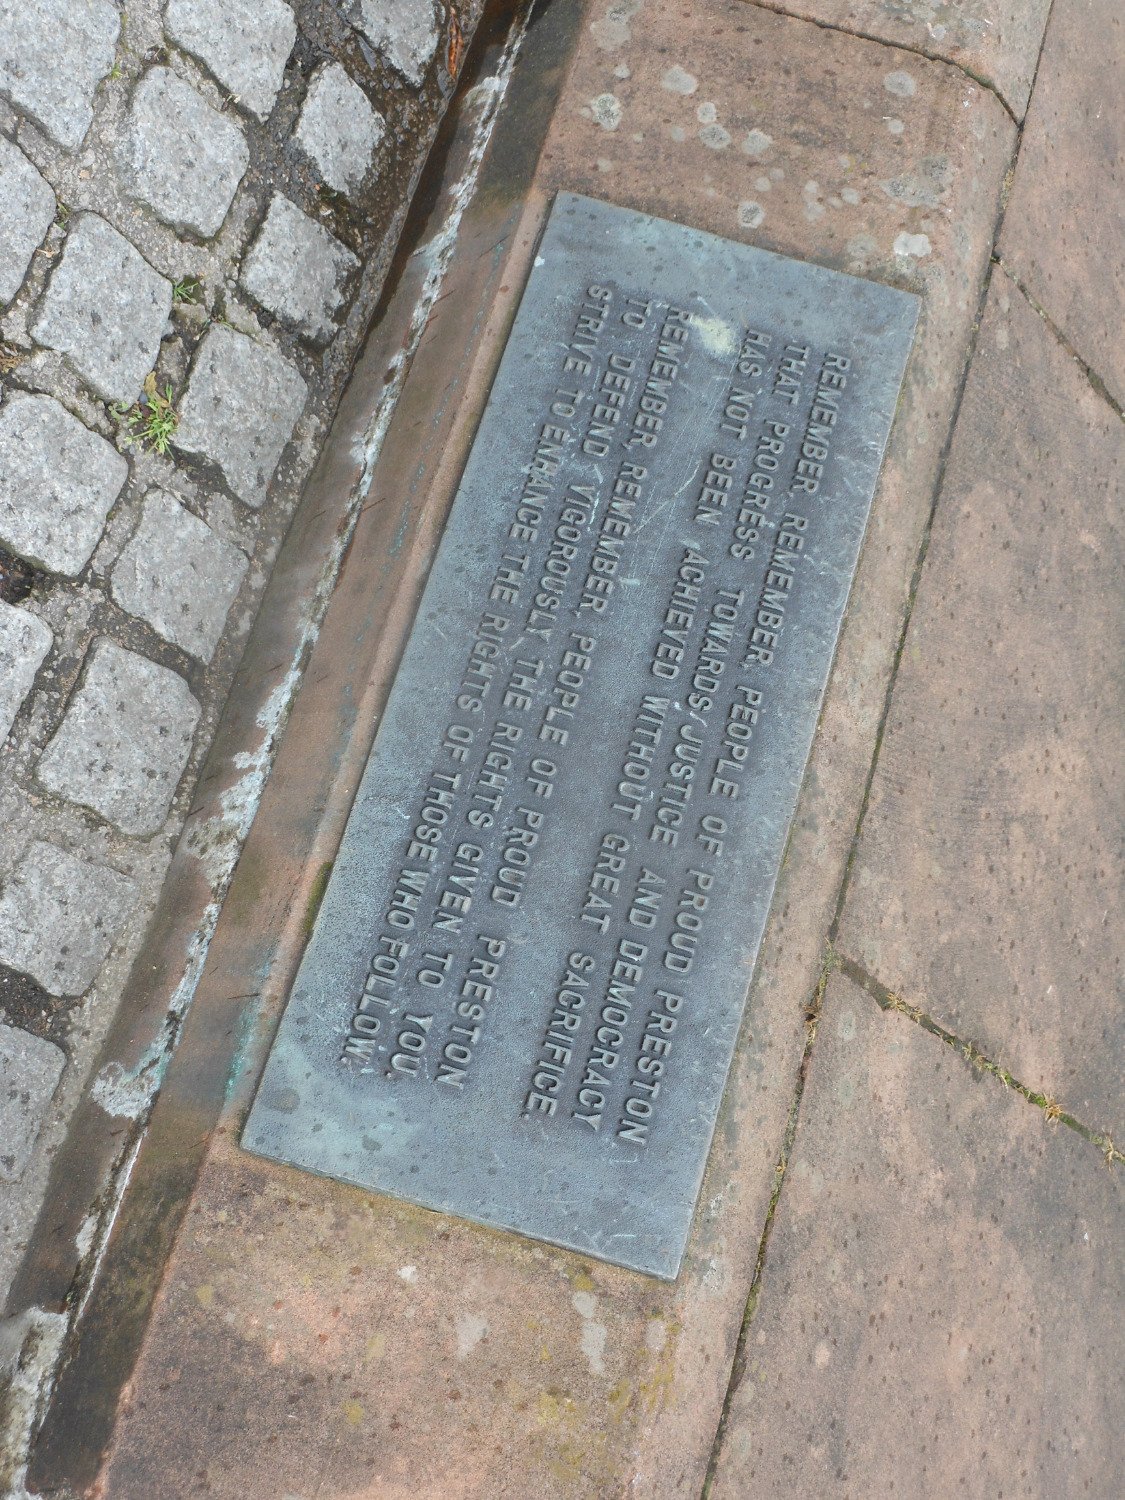 REMEMBER, REMEMBER, PEOPLE OF PROUD PRESTON,
THAT PROGRESS TOWARDS JUSTICE AND DEMOCRACY
HAS NOT BEEN ACHIEVED WITHOUT GREAT SACRIFICE.
REMEMBER, REMEMBER, PEOPLE OF PROUD PRESTON
TO DEFEND VIGOROUSLY THE RIGHTS GIVEN TO YOU.
STRIVE TO ENHANCE THE RIGHTS OF THOSE WHO FOLLOW.